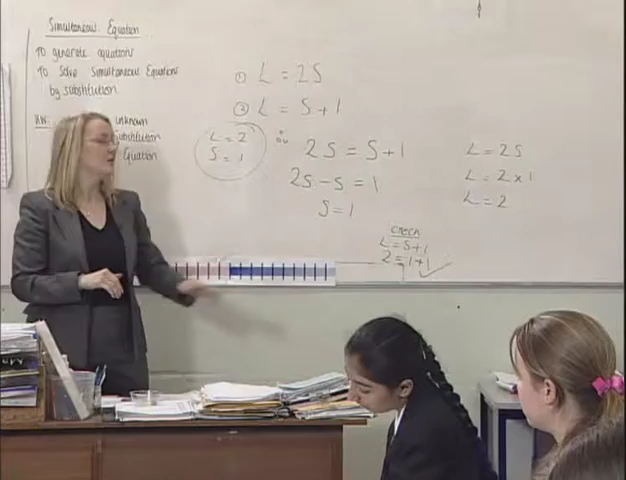 Simultaneous Equation
To generate equations
To Solve Simultaneous Equations
by substitution
HW: unknown
Substitution
Equation
① L = 2S
② L = S+1
L = 2
S = 1
2S = S+1
2S-S = 1
S=1
L = 2S
L = 2×1
L = 2
CHECK
L = S+1
2 = 1+1 ✓